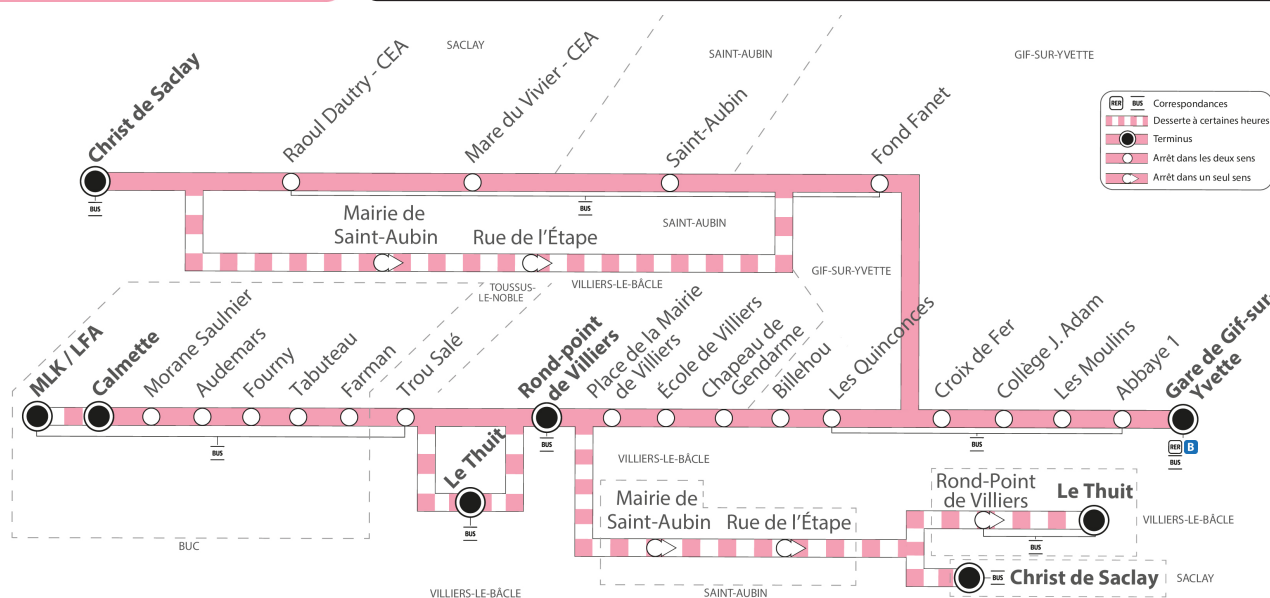 SACLAY
SAINT-AUBIN
GIF-SUR-YVETTE
RER BUS Correspondances
Desserte à certaines heures
Terminus
Arrêt dans les deux sens
Arrêt dans un seul sens
Christ de Saclay
Raoul Dautry - CEA
Mare du Vivier - CEA
Saint-Aubin
Fond Fanet
BUS
BUS
Mairie de
Saint-Aubin
Rue de l'Étape
SAINT-AUBIN
GIF-SUR-YVETTE
TOUSSUS-
LE-NOBLE
VILLIERS-LE-BÂCLE
MLK / LFA
Calmette
Morane Saulnier
Audemars
Fourny
Tabuteau
Farman
Trou Salé
Rond-point
de Villiers
Place de la Mairie
de Villiers
École de Villiers
Chapeau de
Gendarme
Billehou
Les Quinconces
Croix de Fer
Collège J. Adam
Les Moulins
Abbaye 1
Gare de Gif-sur-
Yvette
BUS
BUS
BUS
RER B
BUS
Le Thuit
BUS
VILLIERS-LE-BÂCLE
Mairie de
Saint-Aubin
Rue de l'Étape
Rond-Point
de Villiers
Le Thuit
VILLIERS-LE-BÂCLE
BUS
BUS
Christ de Saclay
SACLAY
BUC
VILLIERS-LE-BÂCLE
SAINT-AUBIN